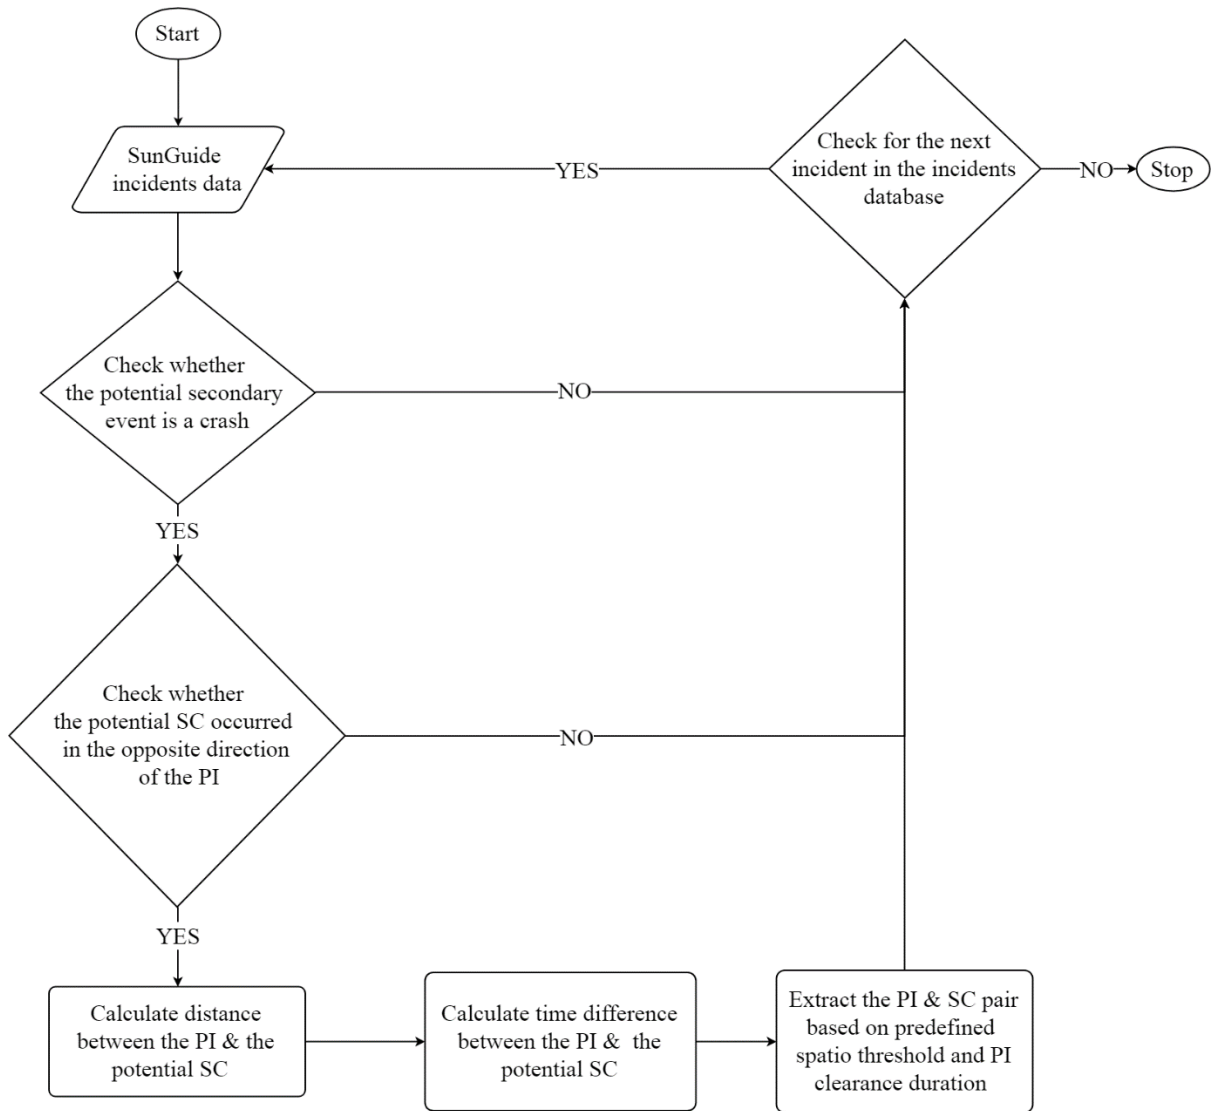 Start
SunGuide
incidents data
Check for the next
incident in the incidents
database
YES
NO
Stop
Check whether
the potential secondary
event is a crash
NO
YES
Check whether
the potential SC occurred
in the opposite direction
of the PI
NO
YES
Calculate distance
between the PI & the
potential SC
Calculate time difference
between the PI & the
potential SC
Extract the PI & SC pair
based on predefined
spatio threshold and PI
clearance duration